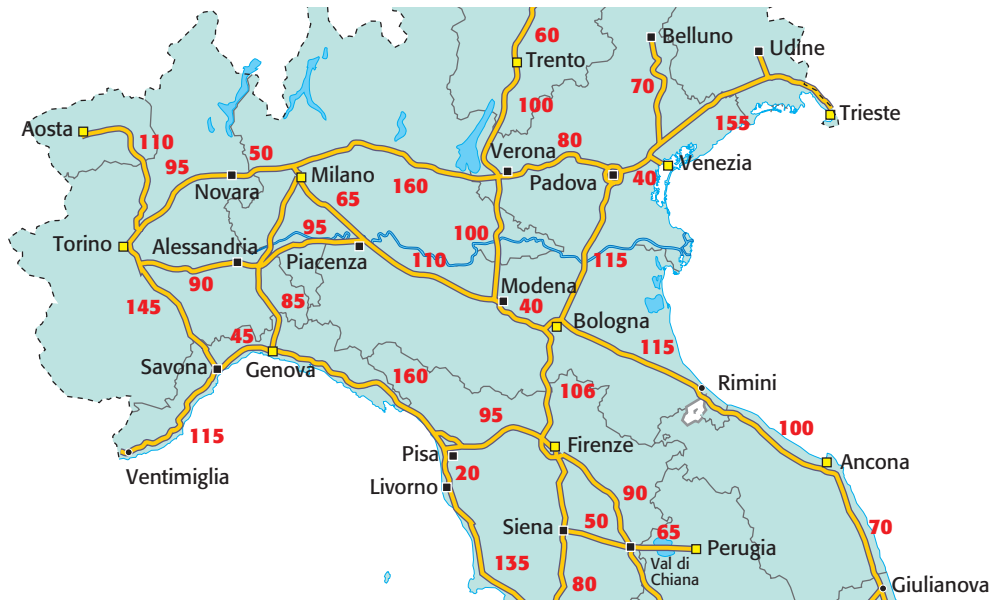 60
Belluno
Udine
Trento
70
100
155
Trieste
Aosta
110
95
50
Verona
80
Venezia
Novara
Milano
160
Padova
40
65
Torino
Alessandria
95
100
Piacenza
110
115
90
Modena
145
85
40
Bologna
45
115
Savona
Genova
160
106
Rimini
95
100
115
Pisa
Firenze
Ancona
Ventimiglia
20
Livorno
90
Siena
50
65
70
Perugia
135
Val di
Chiana
80
Giulianova